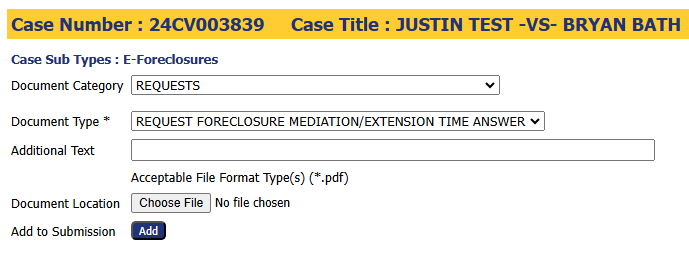 Case Number : 24CV003839 Case Title : JUSTIN TEST -VS- BRYAN BATH
Case Sub Types : E-Foreclosures
Document Category REQUESTS
Document Type * REQUEST FORECLOSURE MEDIATION/EXTENSION TIME ANSWER
Additional Text
Acceptable File Format Type(s) (*.pdf)
Document Location Choose File No file chosen
Add to Submission Add